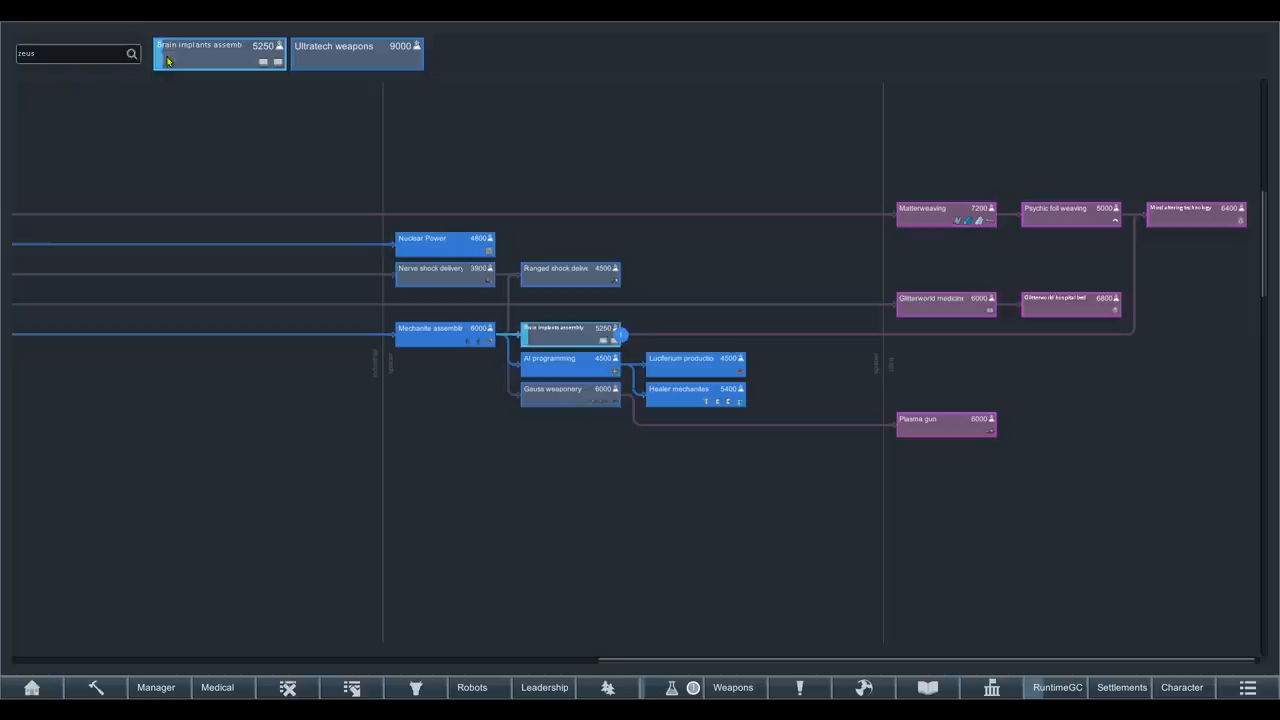 zeus
Brain implants assemb 5250
Ultratech weapons 9000
Matterweaving 7200
Psychic foil weaving 5000
Mind altering technology 6400
Nuclear Power 4800
Nerve shock delivery 3900
Ranged shock delive 4500
Glitterworld medicine 6000
Glitterworld hospital bed 6800
Mechanite assemble 6000
Brain implants assembly 5250
AI programming 4500
Luciferium productio 4500
Gauss weaponery 6000
Healer mechanites 5400
Plasma gun 6000
Manager
Medical
Robots
Leadership
1
Weapons
RuntimeGC
Settlements
Character